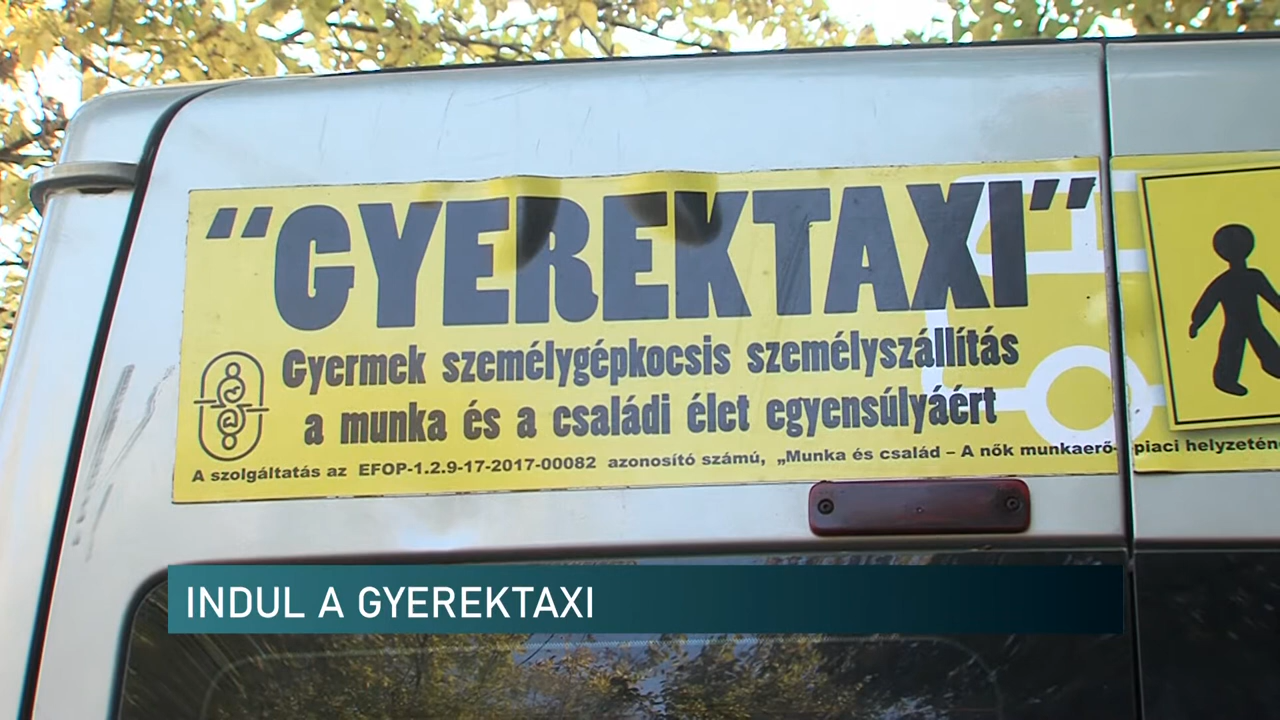 "GYEREKTAXI"
Gyermek személygépkocsis személyszállítás
a munka és a családi élet egyensúlyáért
A szolgáltatás az EFOP-1.2.9-17-2017-00082 azonosító számú, „Munka és család – A nők munkaerő-piaci helyzetén
INDUL A GYEREKTAXI